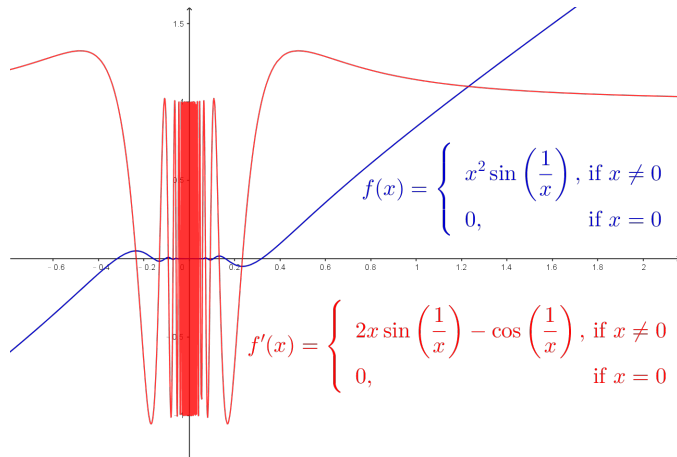 1.5
0.5
-0.6 -0.4 -0.2 0 0.2 0.4 0.6 0.8 1 1.2 1.4 1.6 1.8 2
-0.5
f(x) = { x² sin(1/x), if x ≠ 0
0, if x = 0
f′(x) = { 2x sin(1/x) − cos(1/x), if x ≠ 0
0, if x = 0